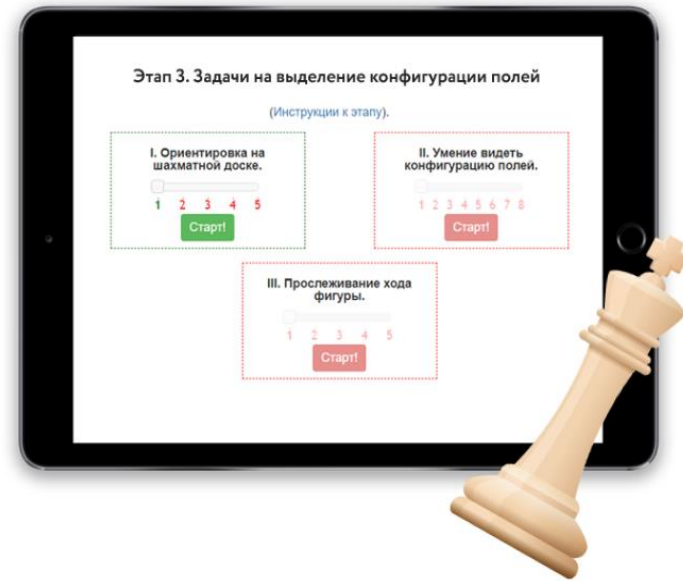 Этап 3. Задачи на выделение конфигурации полей
(Инструкции к этапу).
I. Ориентировка на
шахматной доске.
1 2 3 4 5
Старт!
II. Умение видеть
конфигурацию полей.
1 2 3 4 5 6 7 8
Старт!
III. Прослеживание хода
фигуры.
1 2 3 4 5
Старт!